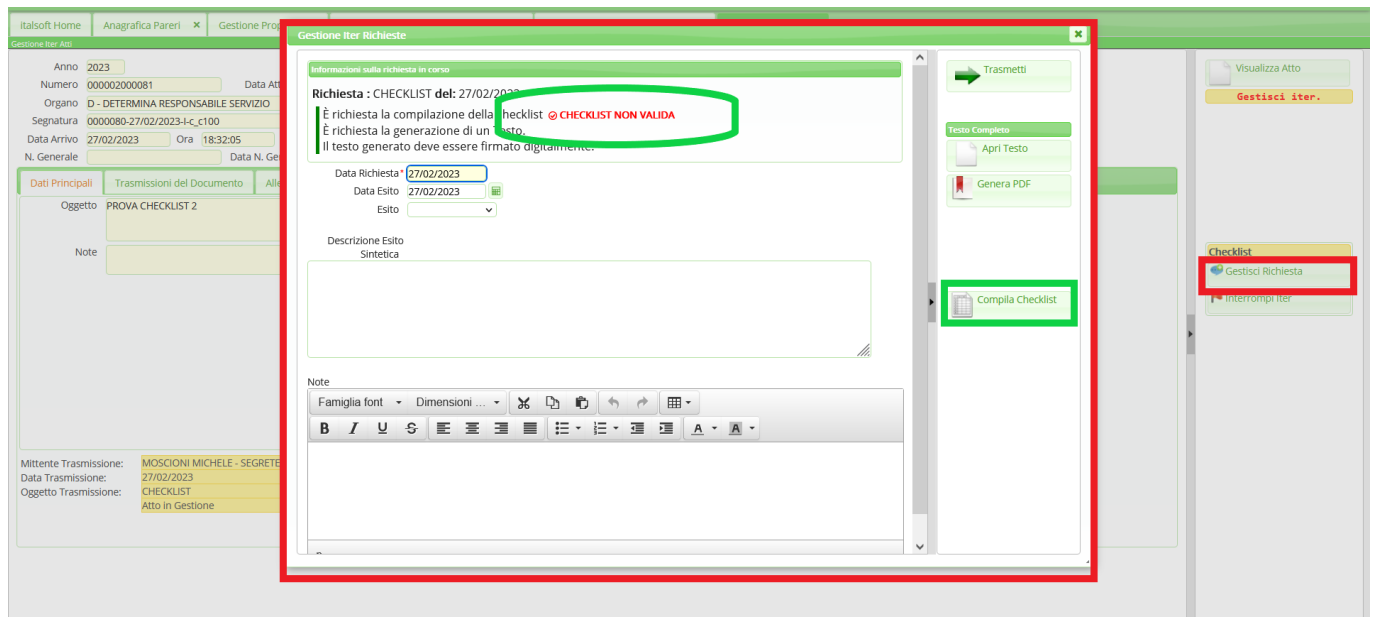 italsoft Home
Anagrafica Pareri ×
Gestione Prop
Gestione Iter Atti
Anno 2023
Numero 000002000081 Data Att
Organo D - DETERMINA RESPONSABILE SERVIZIO
Segnatura 0000080-27/02/2023-I-c_c100
Data Arrivo 27/02/2023 Ora 18:32:05
N. Generale Data N. Ge
Dati Principali
Trasmissioni del Documento
Alle
Oggetto PROVA CHECKLIST 2
Note
Mittente Trasmissione: MOSCIONI MICHELE - SEGRETE
Data Trasmissione: 27/02/2023
Oggetto Trasmissione: CHECKLIST
Atto in Gestione
Gestione Iter Richieste
Informazioni sulla richiesta in corso
Richiesta : CHECKLIST del: 27/02/2023
È richiesta la compilazione della checklist CHECKLIST NON VALIDA
È richiesta la generazione di un Testo.
Il testo generato deve essere firmato digitalmente.
Data Richiesta* 27/02/2023
Data Esito 27/02/2023
Esito
Descrizione Esito
Sintetica
Note
Famiglia font Dimensioni ...
B I U S A A
Trasmetti
Testo Completo
Apri Testo
Genera PDF
Compila Checklist
Visualizza Atto
Gestisci iter.
Checklist
Gestisci Richiesta
Interrompi Iter